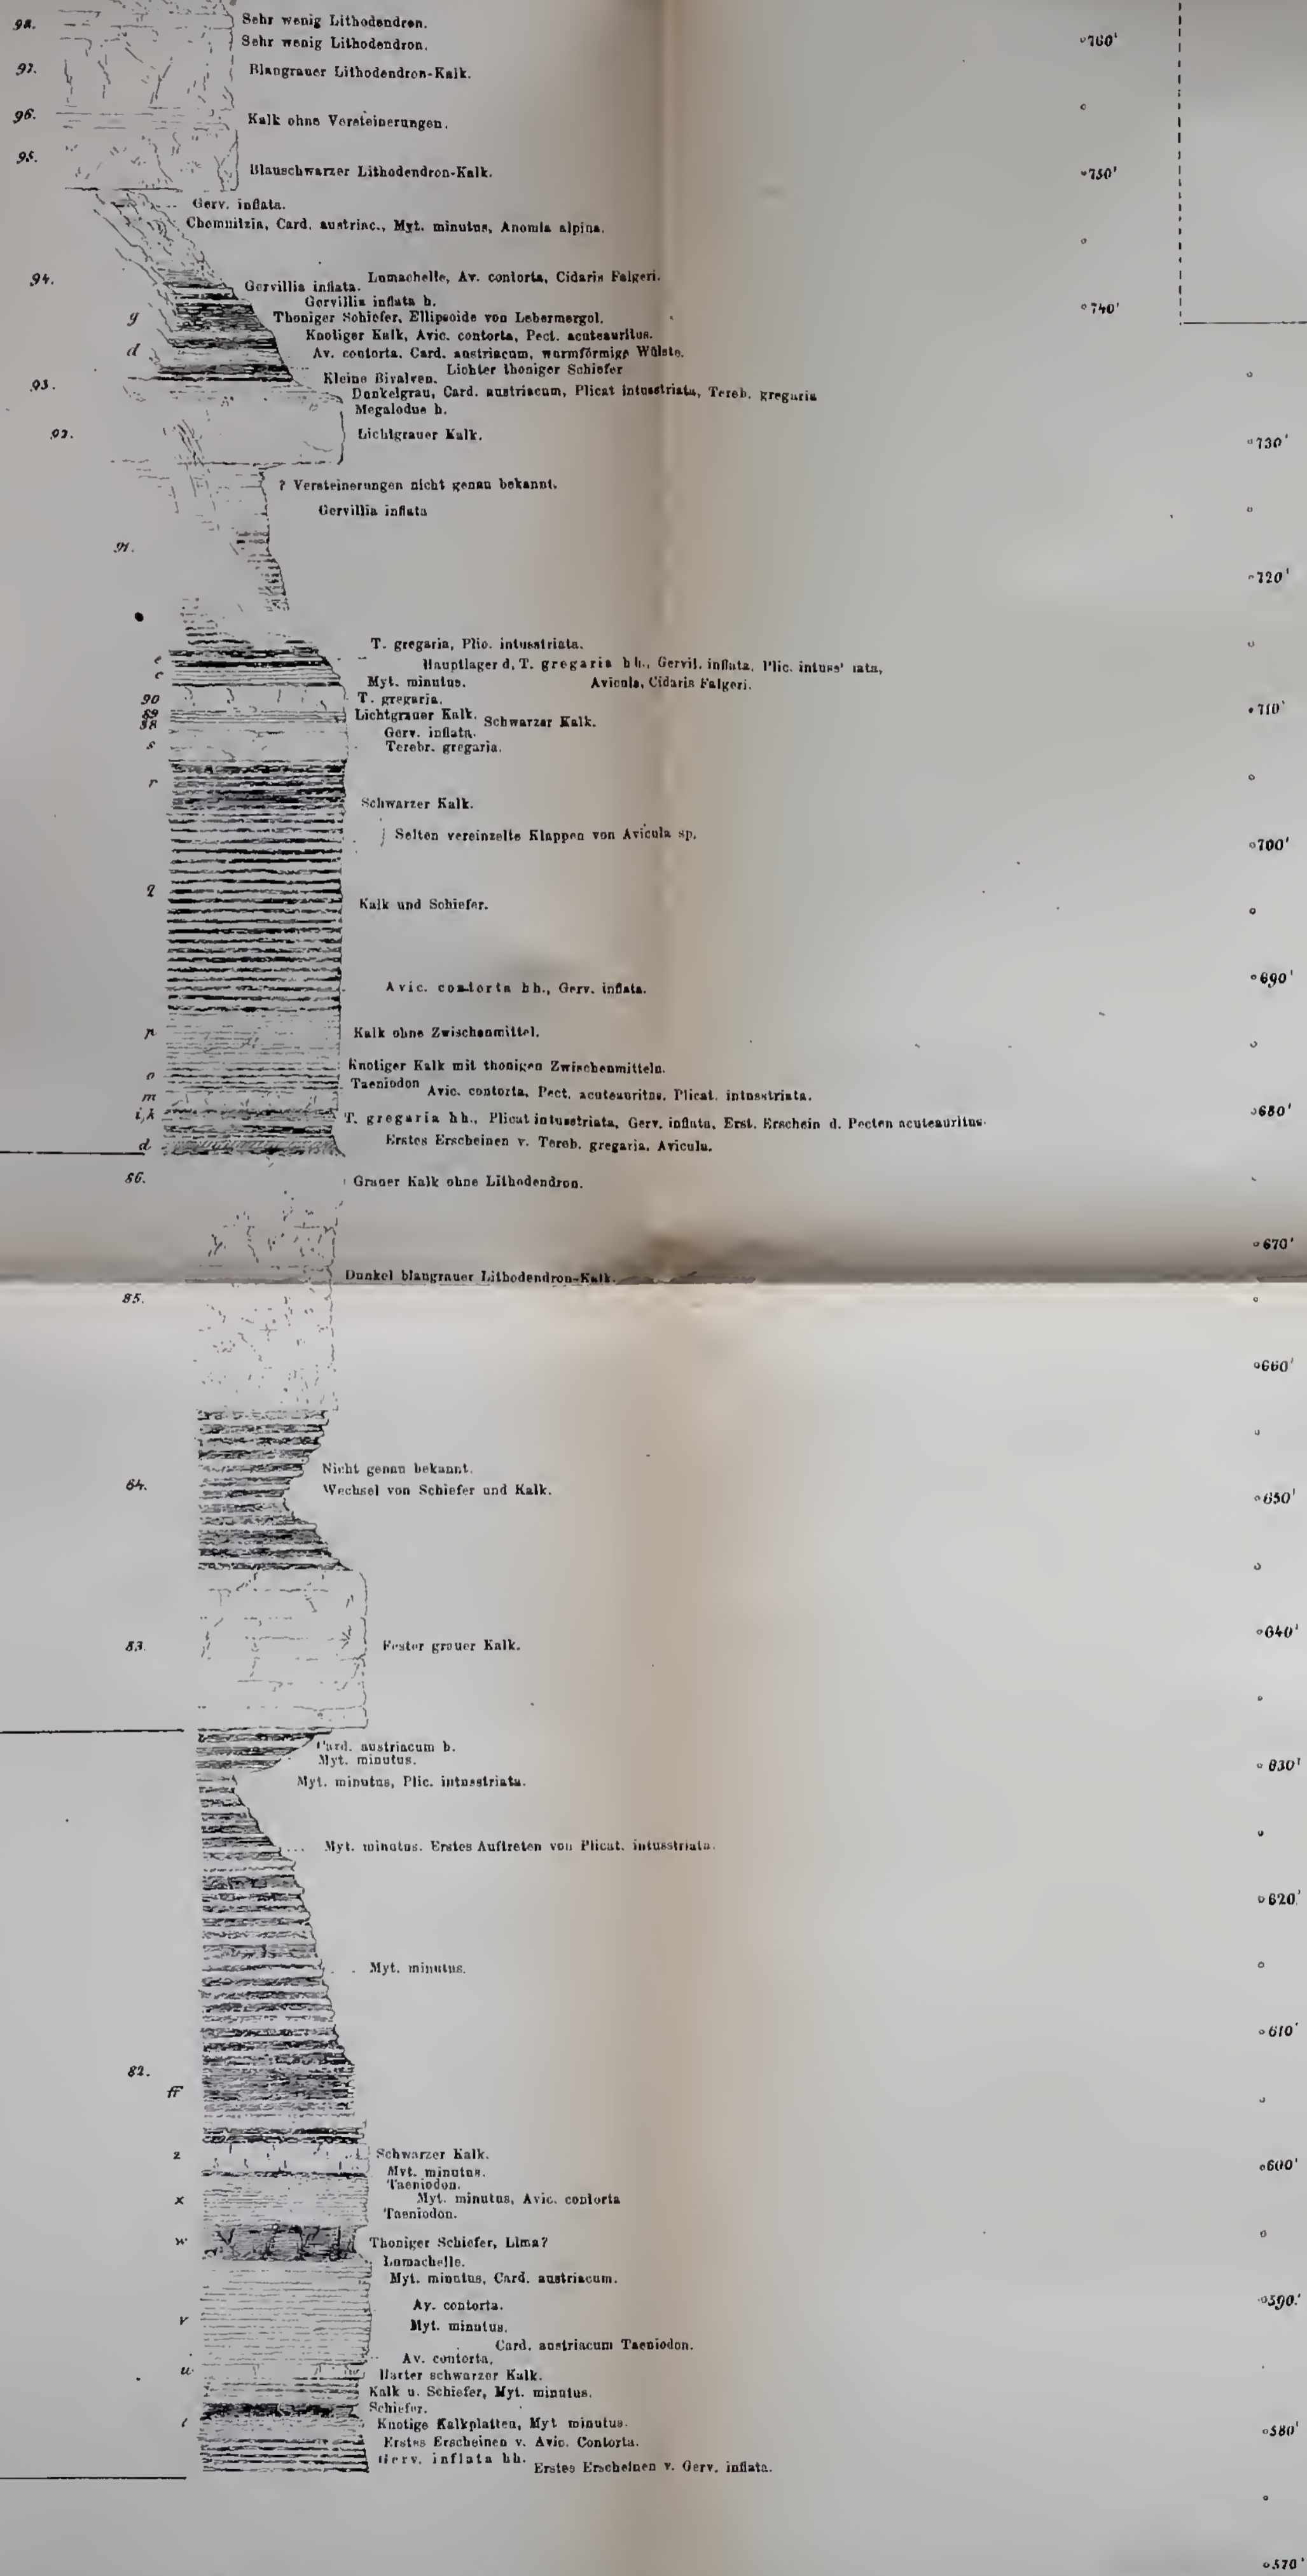 98. Sehr wenig Lithodendron.
Sehr wenig Lithodendron. 760'
97. Blaugrauer Lithodendron-Kalk.
96. Kalk ohne Versteinerungen.
95. Blauschwarzer Lithodendron-Kalk. 750'
Gerv. inflata.
Chemnitzia, Card. austriac., Myt. minutus, Anomia alpina.
94. Gervillia inflata. Lumachelle, Av. contorta, Cidaris Falgeri.
Gervillia inflata h. 740'
g Thoniger Schiefer, Ellipsoide von Lebermergel.
Knolliger Kalk, Avic. contorta, Pect. acuteauritus.
d Av. contorta, Card. austriacum, wurmförmige Wülste.
Lichter thoniger Schiefer
93. Kleine Bivalven.
Dunkelgrau, Card. austriacum, Plicat intusstriata, Tereb. gregaria
Megalodus h.
92. Lichtgrauer Kalk. 730'
? Versteinerungen nicht genau bekannt.
Gervillia inflata
91.
720'
T. gregaria, Plic. intusstriata.
e Hauptlager d. T. gregaria hh., Gervil. inflata, Plic. intuss' iata,
c Myt. minutus. Avicula, Cidaris Falgeri.
90 T. gregaria.
89 Lichtgrauer Kalk. Schwarzer Kalk. 710'
88 Gerv. inflata.
s Terebr. gregaria.
r Schwarzer Kalk.
Selten vereinzelte Klappen von Avicula sp.
700'
q Kalk und Schiefer.
690'
Avic. contorta hh., Gerv. inflata.
p Kalk ohne Zwischenmittel.
Knotiger Kalk mit thonigen Zwischenmitteln.
o Taeniodon Avic. contorta, Pect. acuteauritus, Plicat. intusstriata.
m
i,k T. gregaria hh., Plicat intusstriata, Gerv. inflata, Erst. Erschein d. Pecten acuteauritus. 680'
d Erstes Erscheinen v. Tereb. gregaria, Avicula.
86. Grauer Kalk ohne Lithodendron.
670'
Dunkel blaugrauer Lithodendron-Kalk.
85.
660'
Nicht genau bekannt.
84. Wechsel von Schiefer und Kalk. 650'
83. Fester grauer Kalk. 640'
Card. austriacum b.
Myt. minutus. 630'
Myt. minutus, Plic. intusstriata.
Myt. minutus. Erstes Auftreten von Plicat. intusstriata.
620'
Myt. minutus.
610'
82.
ff
z Schwarzer Kalk.
Myt. minutus. 600'
Taeniodon.
x Myt. minutus, Avic. contorta
Taeniodon.
w Thoniger Schiefer, Lima?
Lumachelle.
Myt. minutus, Card. austriacum.
Av. contorta. 590'
v Myt. minutus.
Card. austriacum Taeniodon.
Av. contorta.
u Harter schwarzer Kalk.
Kalk u. Schiefer, Myt. minutus.
Schiefer.
t Knotige Kalkplatten, Myt minutus.
Erstes Erscheinen v. Avic. Contorta. 580'
Gerv. inflata hh.
Erstes Erscheinen v. Gerv. inflata.
570'